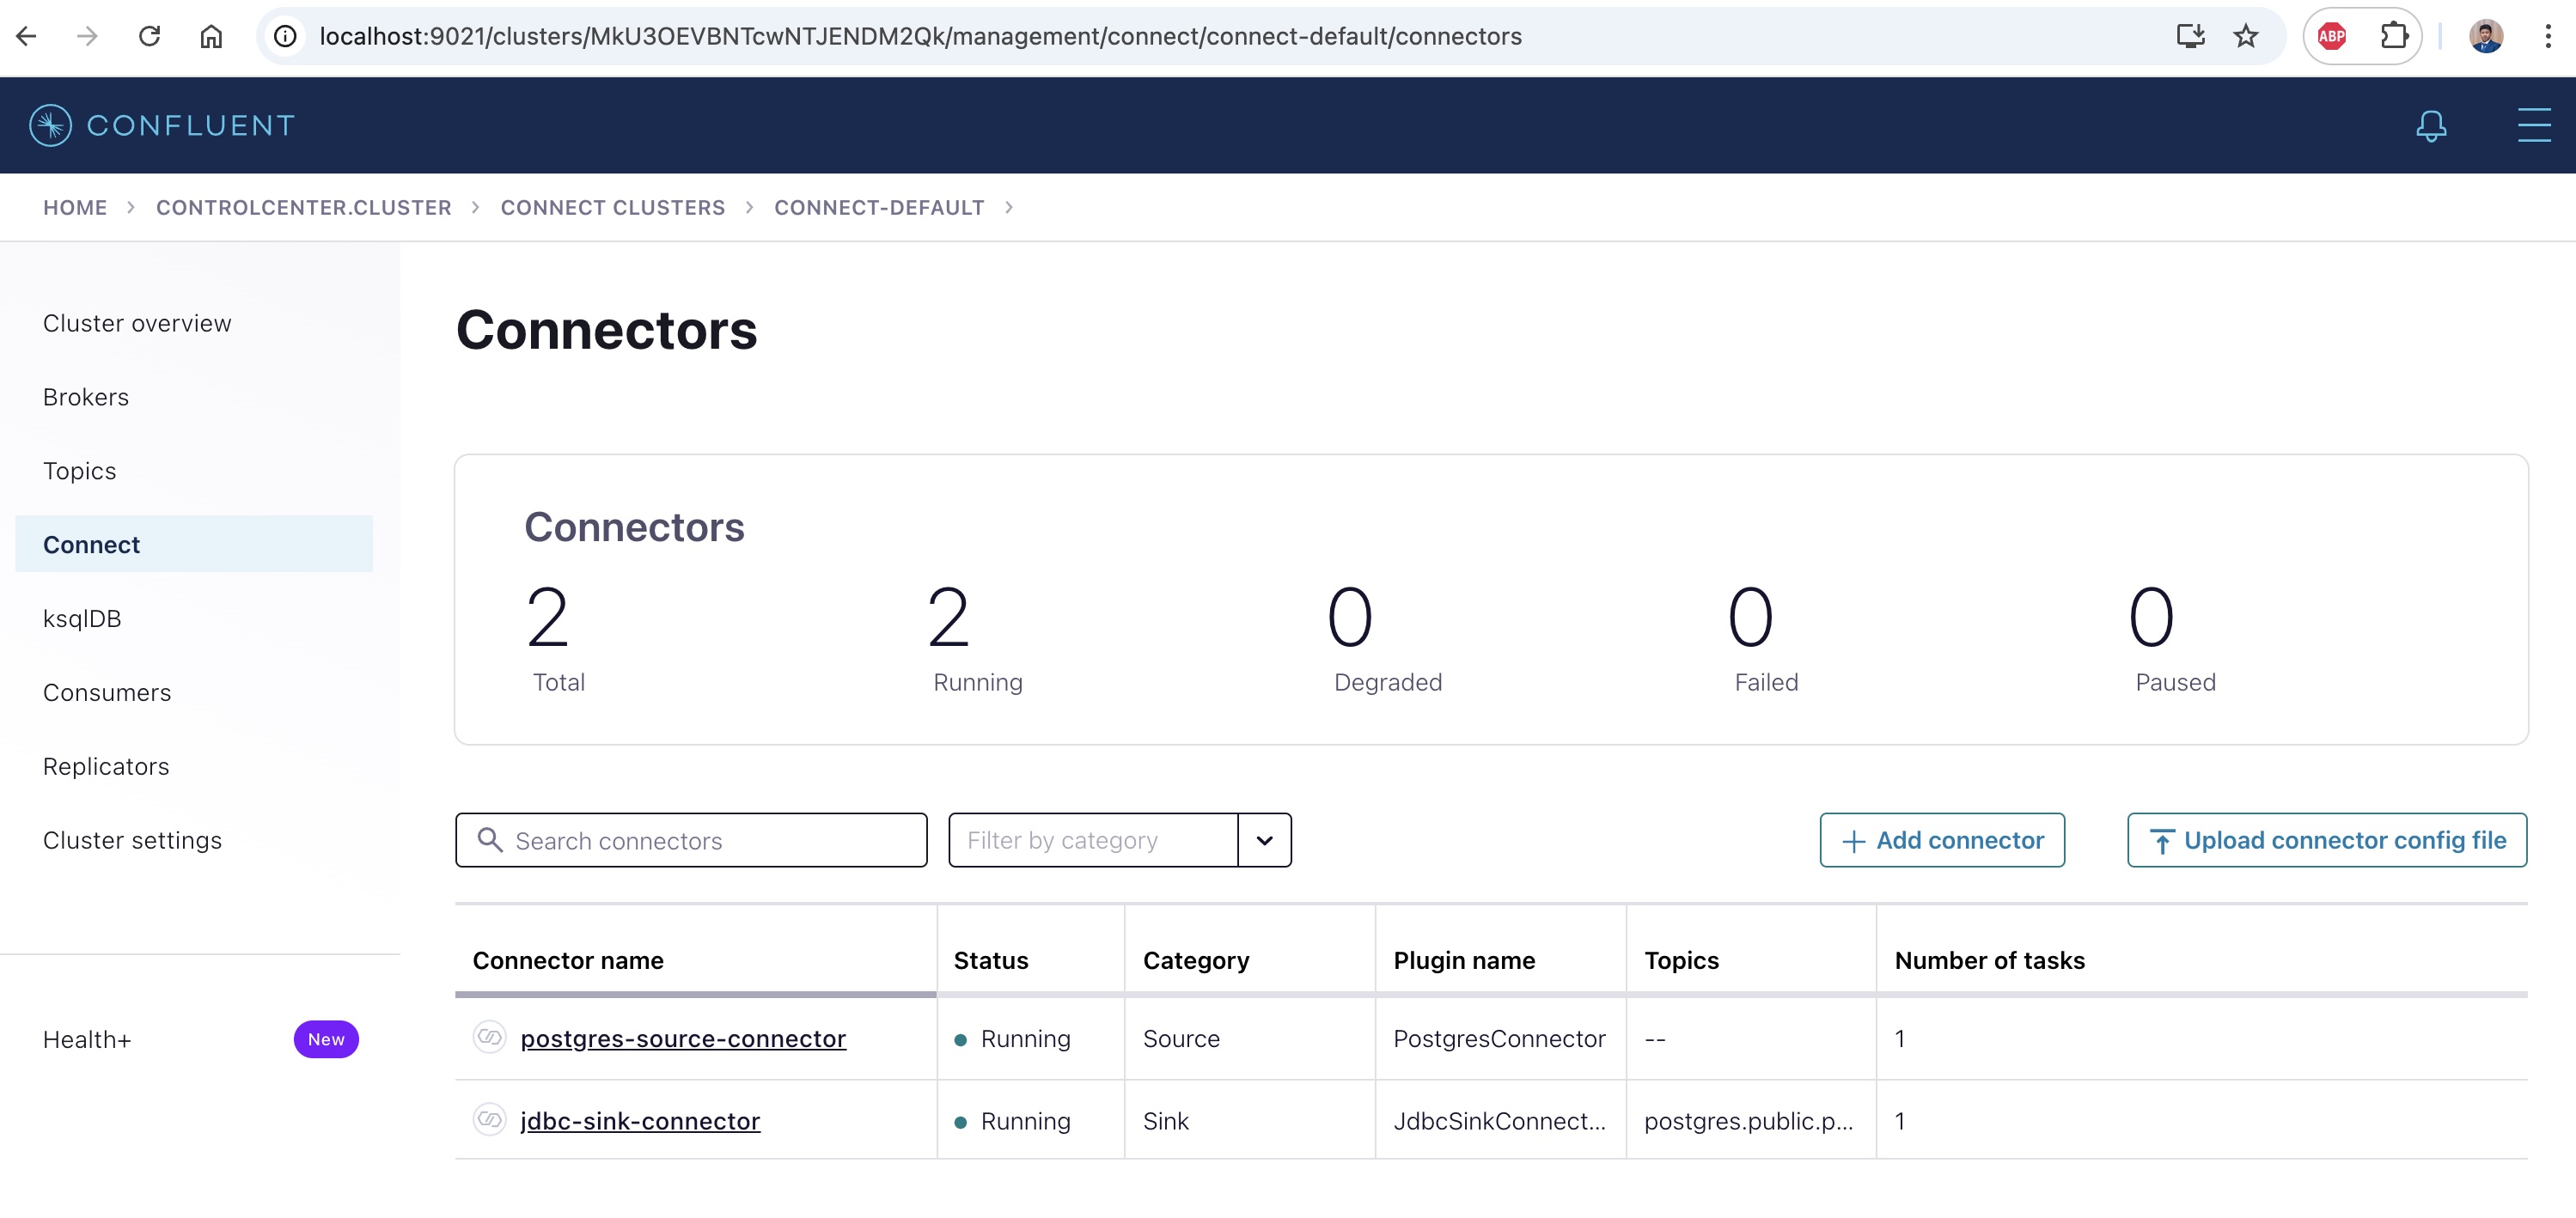 localhost:9021/clusters/MkU3OEVBNTcwNTJENDM2Qk/management/connect/connect-default/connectors
ABP
CONFLUENT
HOME > CONTROLCENTER.CLUSTER > CONNECT CLUSTERS > CONNECT-DEFAULT >
Cluster overview
Brokers
Topics
Connect
ksqlDB
Consumers
Replicators
Cluster settings
Health+ New
Connectors
Connectors
2 2 0 0 0
Total Running Degraded Failed Paused
Search connectors Filter by category Add connector Upload connector config file
Connector name Status Category Plugin name Topics Number of tasks
postgres-source-connector Running Source PostgresConnector -- 1
jdbc-sink-connector Running Sink JdbcSinkConnect... postgres.public.p... 1